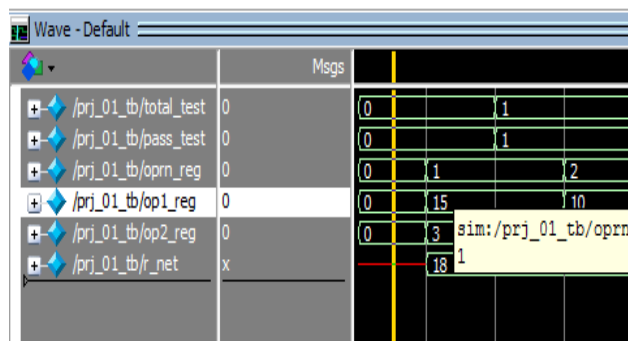 Wave - Default
Msgs
/prj_01_tb/total_test 0 0 1
/prj_01_tb/pass_test 0 0 1
/prj_01_tb/oprn_reg 0 0 1 2
/prj_01_tb/op1_reg 0 0 15 10
/prj_01_tb/op2_reg 0 0 3
/prj_01_tb/r_net x 18
sim:/prj_01_tb/oprn
1